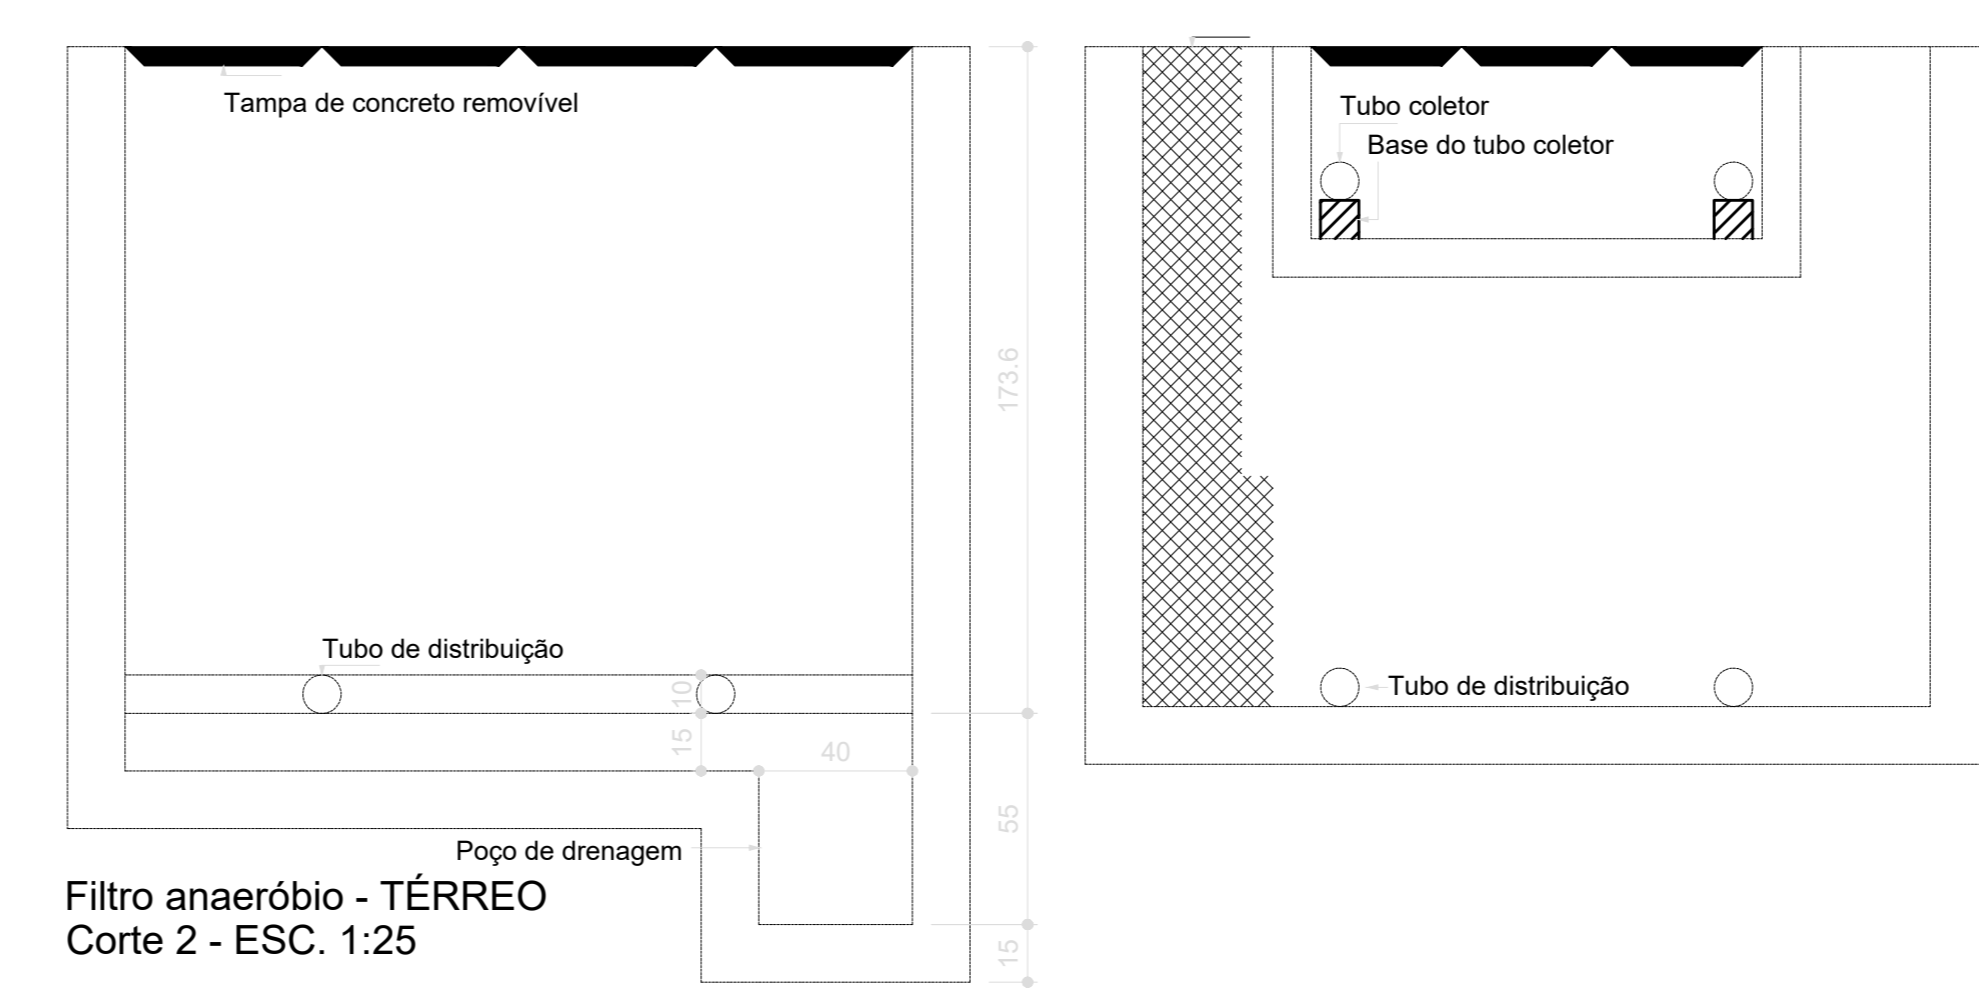 Tampa de concreto removível
173.6
Tubo de distribuição
10
15
40
55
15
Poço de drenagem
Filtro anaeróbio - TÉRREO
Corte 2 - ESC. 1:25
Tubo coletor
Base do tubo coletor
Tubo de distribuição